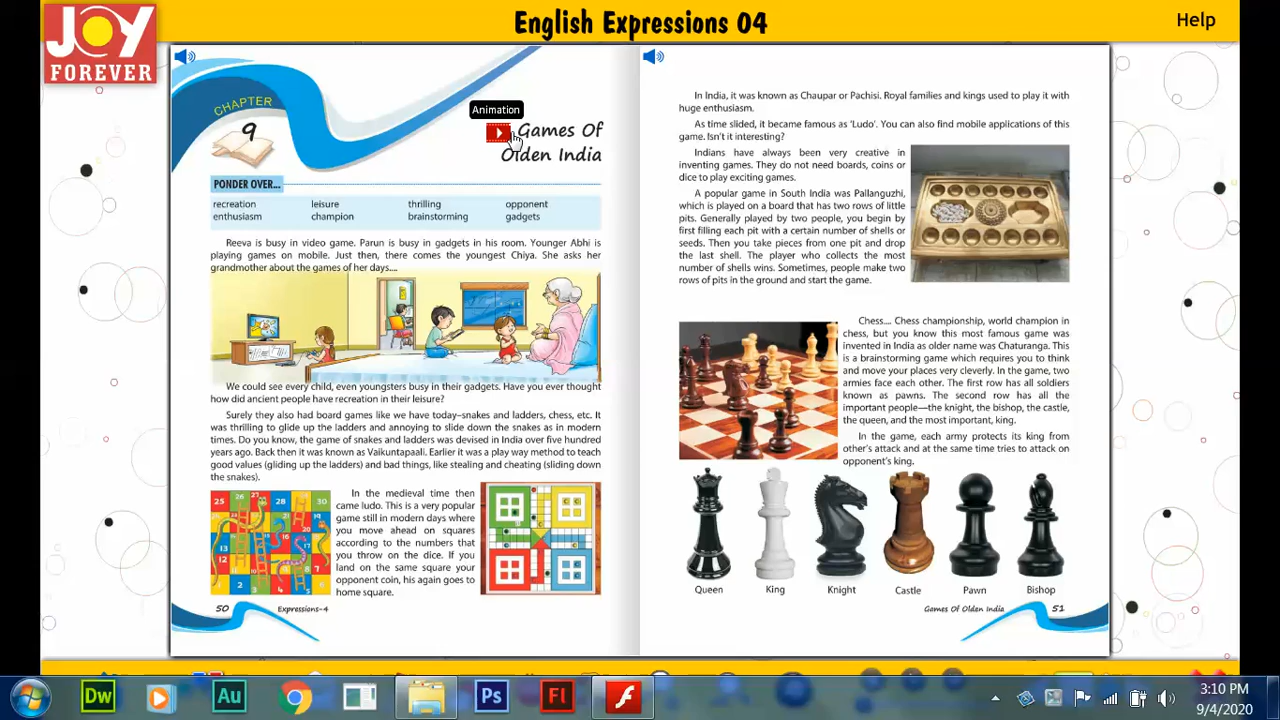 JOY
FOREVER
English Expressions 04
Help
CHAPTER
9
Animation
Games Of
Olden India
PONDER OVER...
recreation leisure thrilling opponent
enthusiasm champion brainstorming gadgets
Reeva is busy in video game. Parun is busy in gadgets in his room. Younger Abhi is
playing games on mobile. Just then, there comes the youngest Chiya. She asks her
grandmother about the games of her days....
We could see every child, even youngsters busy in their gadgets. Have you ever thought
how did ancient people have recreation in their leisure?
Surely they also had board games like we have today–snakes and ladders, chess, etc. It
was thrilling to glide up the ladders and annoying to slide down the snakes as in modern
times. Do you know, the game of snakes and ladders was devised in India over five hundred
years ago. Back then it was known as Vaikuntapaali. Earlier it was a play way method to teach
good values (gliding up the ladders) and bad things, like stealing and cheating (sliding down
the snakes).
25 26 27 28 30
In the medieval time then
came ludo. This is a very popular
game still in modern days where
you move ahead on squares
according to the numbers that
you throw on the dice. If you
land on the same square your
opponent coin, his again goes to
home square.
50 Expressions-4
In India, it was known as Chaupar or Pachisi. Royal families and kings used to play it with
huge enthusiasm.
As time slided, it became famous as 'Ludo'. You can also find mobile applications of this
game. Isn't it interesting?
Indians have always been very creative in
inventing games. They do not need boards, coins or
dice to play exciting games.
A popular game in South India was Pallanguzhi,
which is played on a board that has two rows of little
pits. Generally played by two people, you begin by
first filling each pit with a certain number of shells or
seeds. Then you take pieces from one pit and drop
the last shell. The player who collects the most
number of shells wins. Sometimes, people make two
rows of pits in the ground and start the game.
Chess.... Chess championship, world champion in
chess, but you know this most famous game was
invented in India as older name was Chaturanga. This
is a brainstorming game which requires you to think
and move your places very cleverly. In the game, two
armies face each other. The first row has all soldiers
known as pawns. The second row has all the
important people—the knight, the bishop, the castle,
the queen, and the most important, king.
In the game, each army protects its king from
other's attack and at the same time tries to attack on
opponent's king.
Queen King Knight Castle Pawn Bishop
Games Of Olden India 51
Dw Au Ps Fl
3:10 PM
9/4/2020